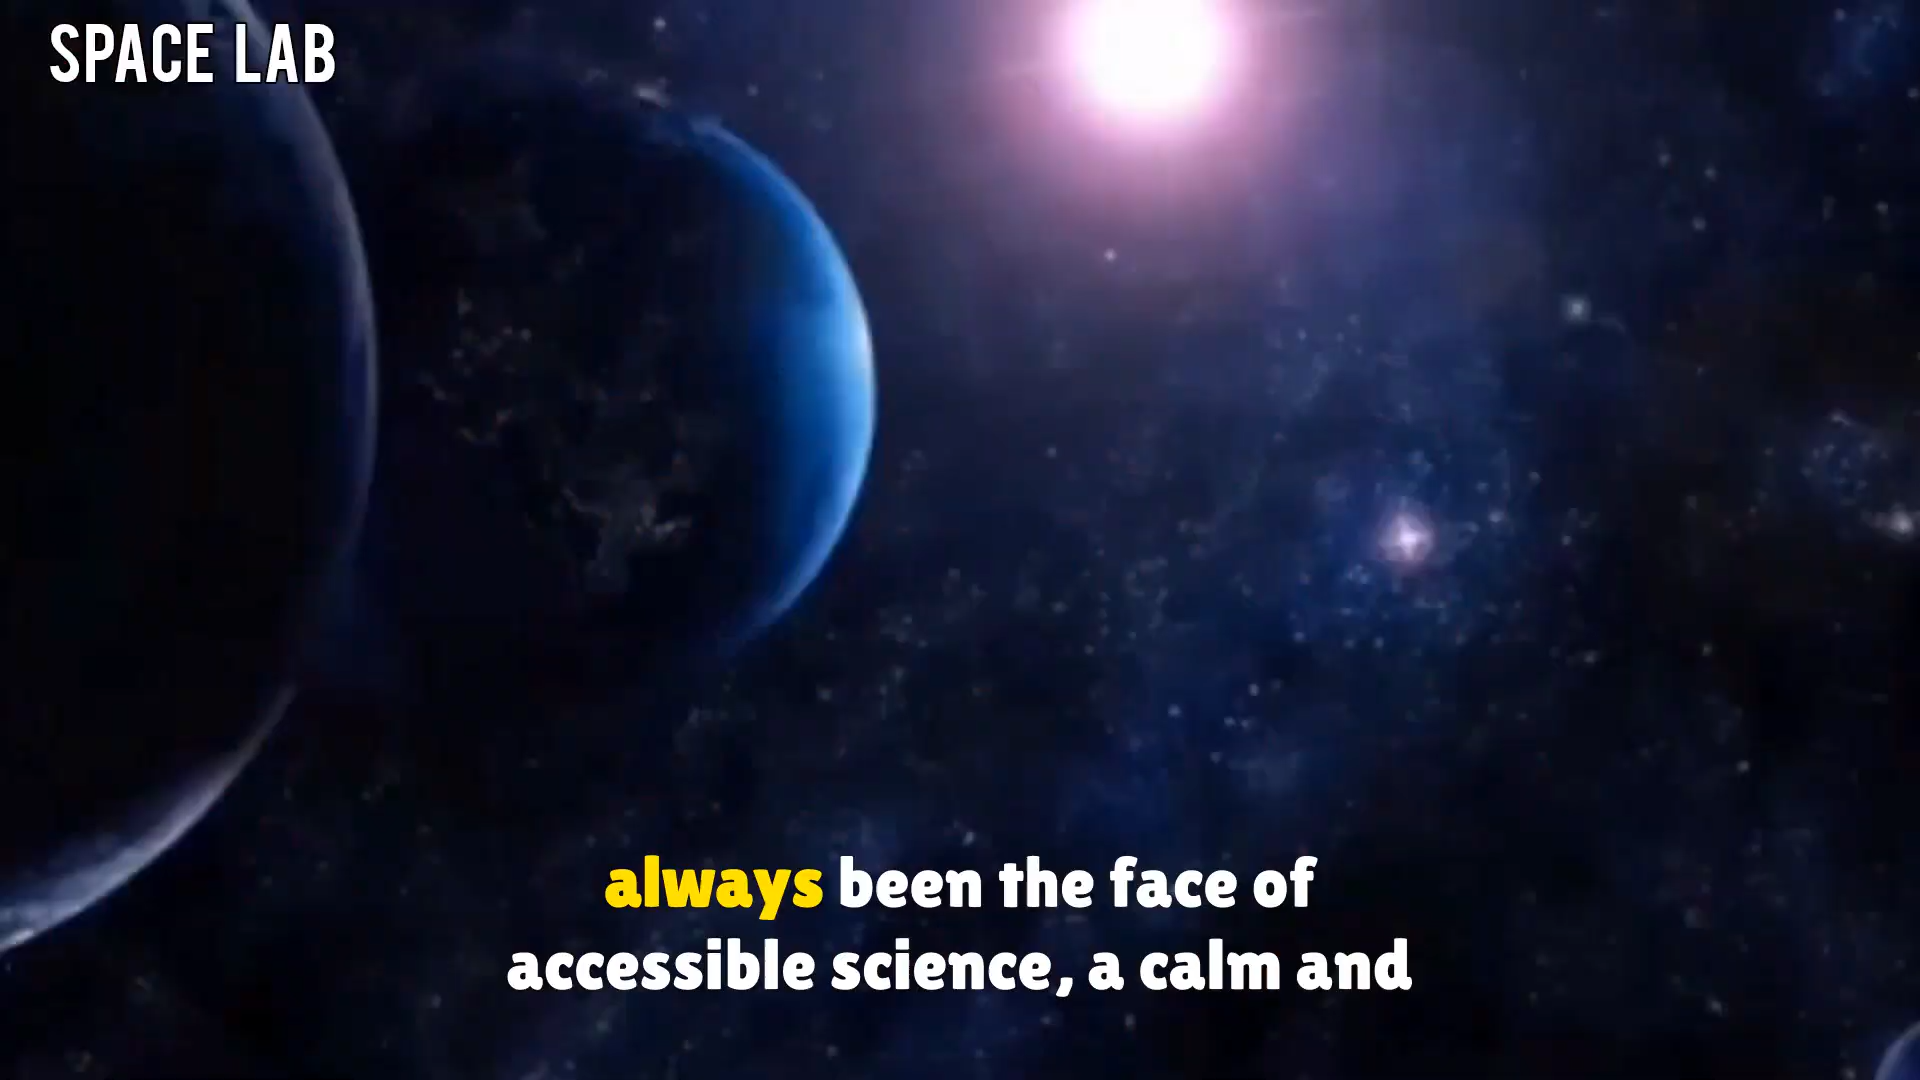 SPACE LAB
always been the face of
accessible science, a calm and